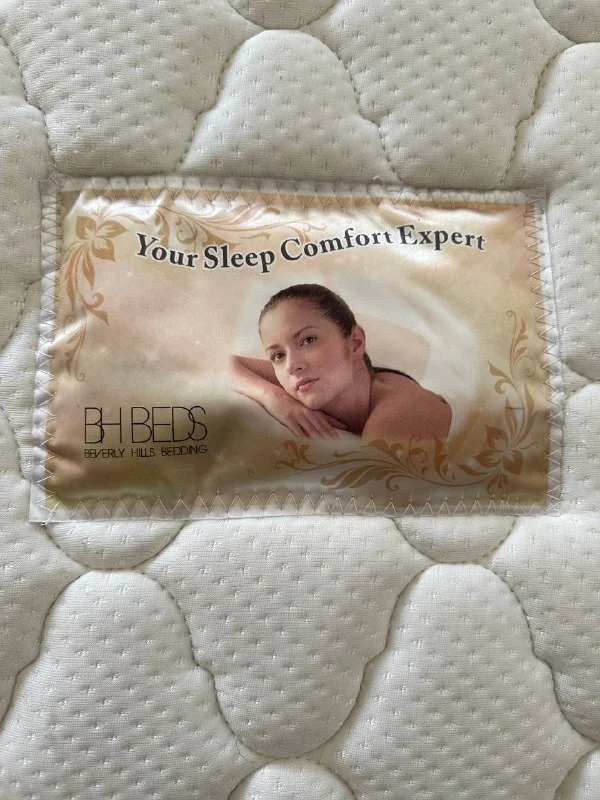 Your Sleep Comfort Expert
BH BEDS
BEVERLY HILLS BEDDING